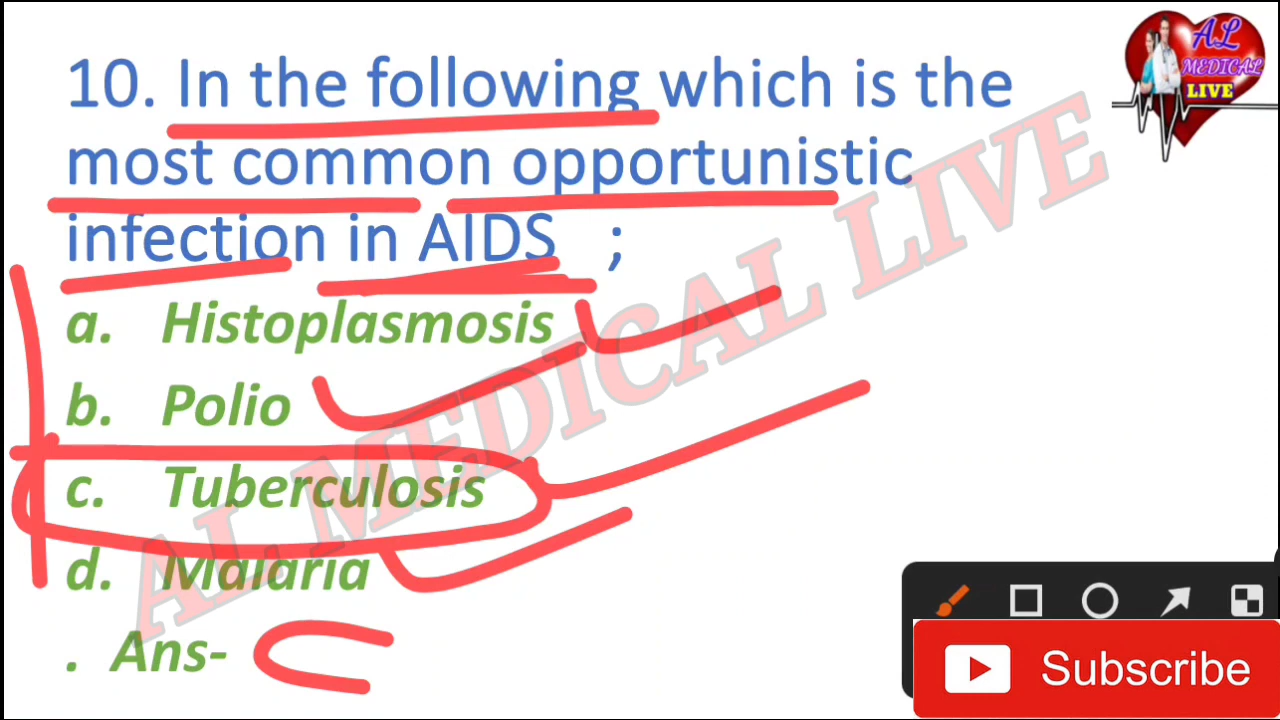 10. In the following which is the
most common opportunistic
infection in AIDS ;
a. Histoplasmosis
b. Polio
c. Tuberculosis
d. Malaria
. Ans- C
AL MEDICAL LIVE
AL
MEDICAL
LIVE
Subscribe